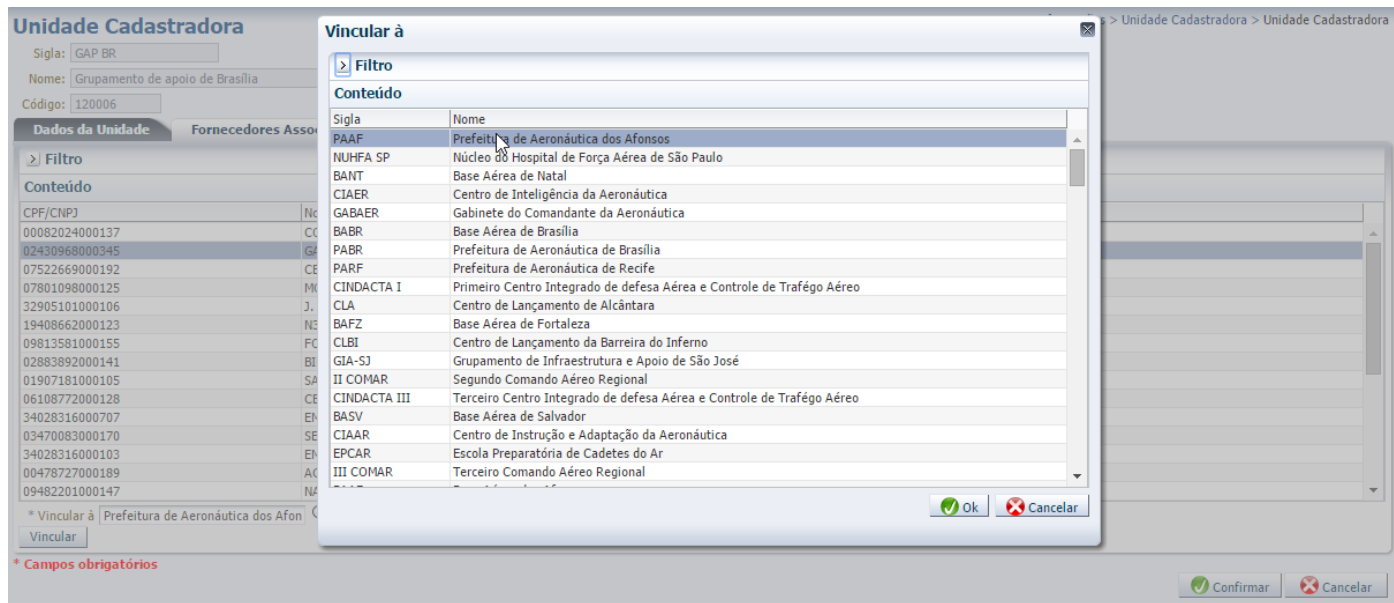 Unidade Cadastradora
> Unidade Cadastradora > Unidade Cadastradora
Sigla: GAP BR
Nome: Grupamento de apoio de Brasília
Código: 120006
Dados da Unidade Fornecedores
Filtro
Conteúdo
CPF/CNPJ
00082024000137
02430968000345
07522669000192
07801098000125
32905101000106 J.
19408662000123
09813581000155
02883892000141
01907181000105
06108772000128
34028316000707
03470083000170
34028316000103
00478727000189
09482201000147
* Vincular à Prefeitura de Aeronáutica dos Afon
Vincular
* Campos obrigatórios
Confirmar Cancelar
Vincular à
Filtro
Conteúdo
Sigla Nome
PAAF Prefeitura de Aeronáutica dos Afonsos
NUHFA SP Núcleo do Hospital de Força Aérea de São Paulo
BANT Base Aérea de Natal
CIAER Centro de Inteligência da Aeronáutica
GABAER Gabinete do Comandante da Aeronáutica
BABR Base Aérea de Brasília
PABR Prefeitura de Aeronáutica de Brasília
PARF Prefeitura de Aeronáutica de Recife
CINDACTA I Primeiro Centro Integrado de defesa Aérea e Controle de Trafégo Aéreo
CLA Centro de Lançamento de Alcântara
BAFZ Base Aérea de Fortaleza
CLBI Centro de Lançamento da Barreira do Inferno
GIA-SJ Grupamento de Infraestrutura e Apoio de São José
II COMAR Segundo Comando Aéreo Regional
CINDACTA III Terceiro Centro Integrado de defesa Aérea e Controle de Trafégo Aéreo
BASV Base Aérea de Salvador
CIAAR Centro de Instrução e Adaptação da Aeronáutica
EPCAR Escola Preparatória de Cadetes do Ar
III COMAR Terceiro Comando Aéreo Regional
Ok Cancelar